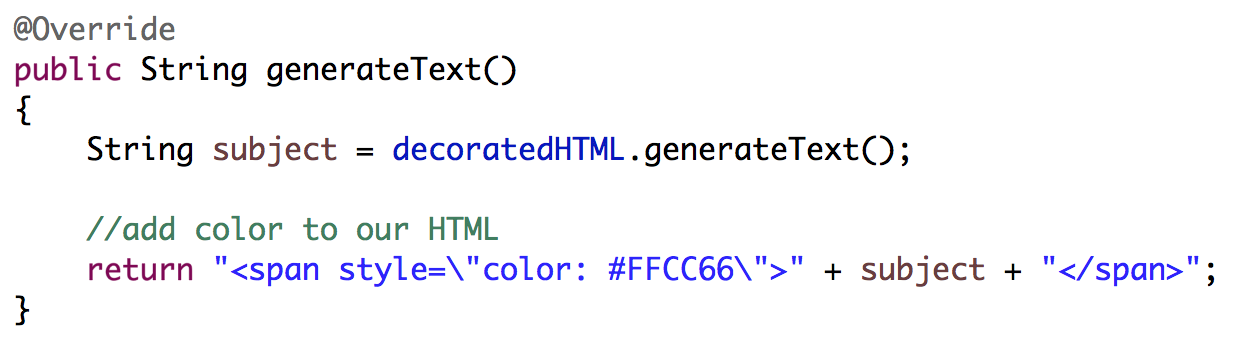 @Override
public String generateText()
{
    String subject = decoratedHTML.generateText();

    //add color to our HTML
    return "<span style=\"color: #FFCC66\">" + subject + "</span>";
}